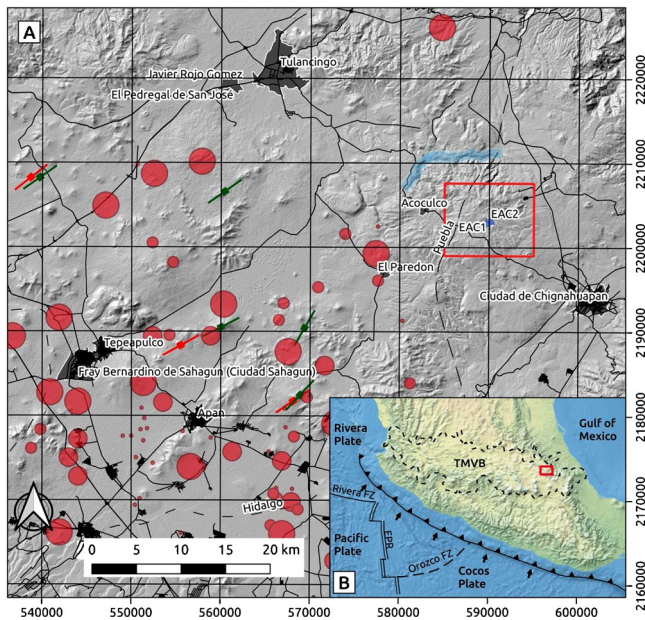 A
Tulancingo
Javier Rojo Gomez
El Pedregal de San José
2220000
2210000
Acoculco
EAC2
EAC1
Puebla
2200000
El Paredon
Ciudad de Chignahuapan
2190000
Tepeapulco
Fray Bernardino de Sahagun (Ciudad Sahagun)
Apan
2180000
Hidalgo
2170000
2160000
0 5 10 15 20 km
540000 550000 560000 570000 580000 590000 600000
Rivera
Plate
Gulf of
Mexico
TMVB
Rivera FZ
EPR
Pacific
Plate
Orozco FZ
Cocos
Plate
B